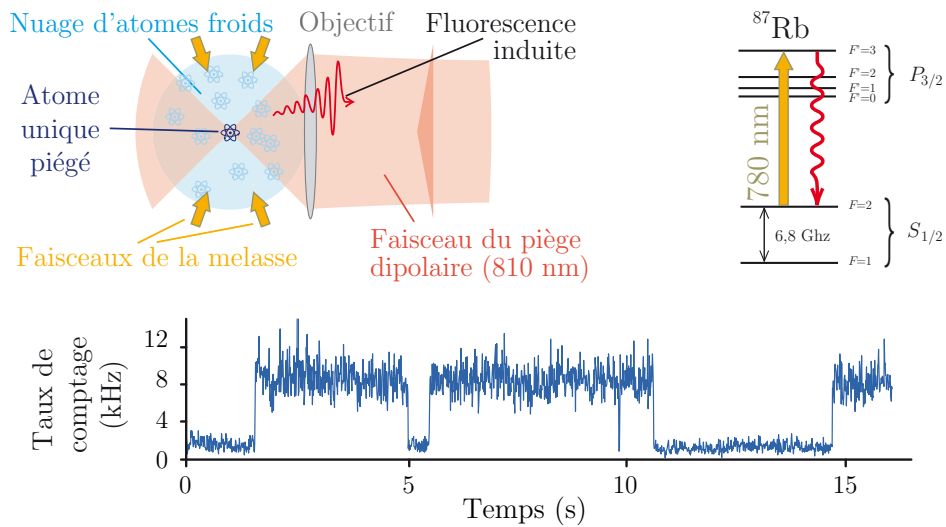 Nuage d'atomes froids
Objectif
Fluorescence
induite
Atome
unique
piégé
Faisceaux de la melasse
Faisceau du piège
dipolaire (810 nm)
⁸⁷Rb
F'=3
F'=2
F'=1
F'=0
P₃/₂
780 nm
F=2
6,8 Ghz
S₁/₂
F=1
Taux de
comptage
(kHz)
12
8
4
0
0
5
10
15
Temps (s)